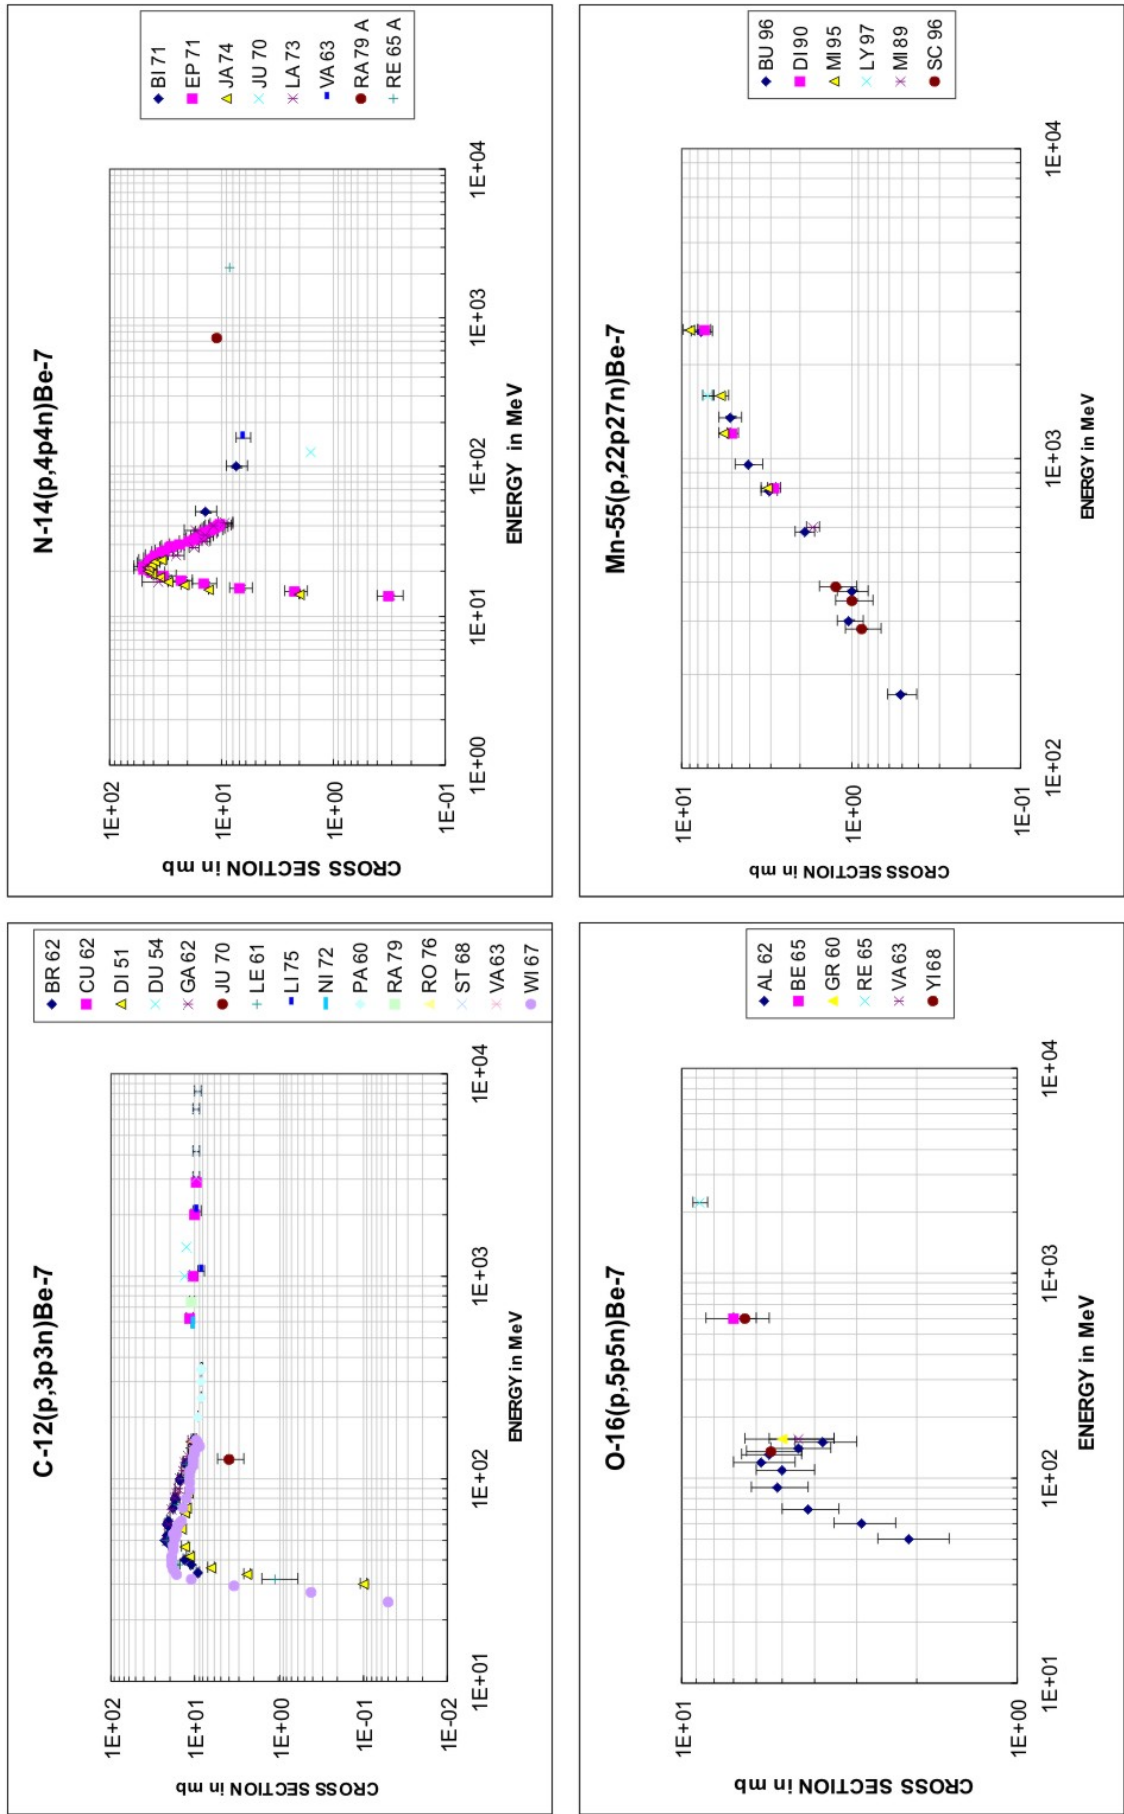 C-12(p,3p3n)Be-7
CROSS SECTION in mb
1E+02
1E+01
1E+00
1E-01
1E-02
1E+01
1E+02
1E+03
1E+04
ENERGY in MeV
BR 62
CU 62
DI 51
DU 54
GA 62
JU 70
LE 61
LI 75
NI 72
PA 60
RA 79
RO 76
ST 68
VA 63
WI 67
N-14(p,4p4n)Be-7
CROSS SECTION in mb
1E+02
1E+01
1E+00
1E-01
1E+00
1E+01
1E+02
1E+03
1E+04
ENERGY in MeV
BI 71
EP 71
JA 74
JU 70
LA 73
VA 63
RA 79 A
RE 65 A
O-16(p,5p5n)Be-7
CROSS SECTION in mb
1E+01
1E+00
1E+01
1E+02
1E+03
1E+04
ENERGY in MeV
AL 62
BE 65
GR 60
RE 65
VA 63
YI 68
Mn-55(p,22p27n)Be-7
CROSS SECTION in mb
1E+01
1E+00
1E-01
1E+02
1E+03
1E+04
ENERGY in MeV
BU 96
DI 90
MI 95
LY 97
MI 89
SC 96